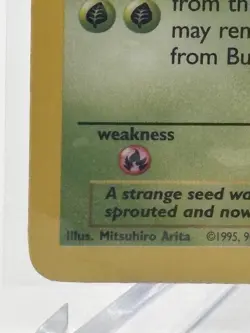 from th
may rem
from Bu
weakness
A strange seed wa
sprouted and now
Illus. Mitsuhiro Arita ©1995, 9